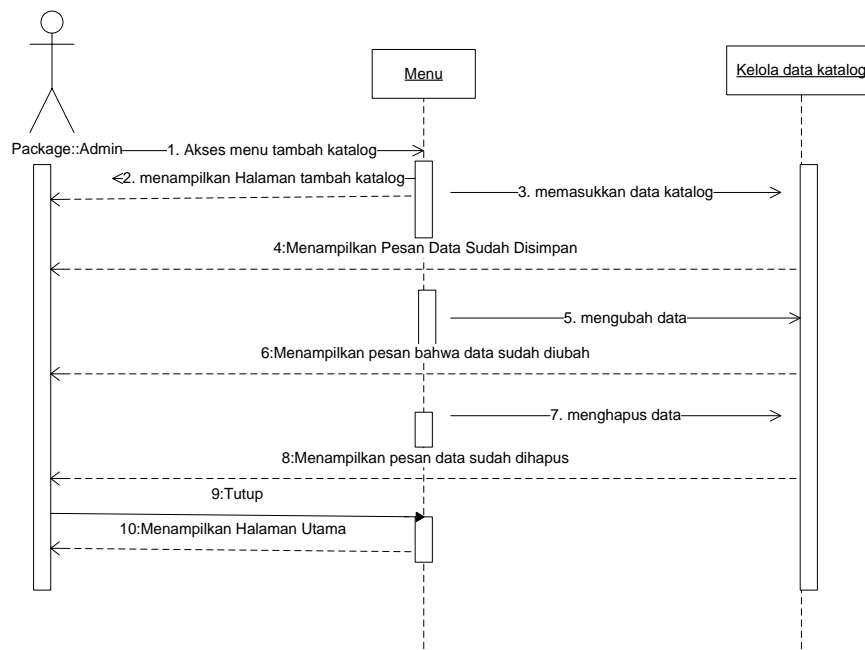 Menu
Kelola data katalog
Package::Admin
1. Akses menu tambah katalog
2. menampilkan Halaman tambah katalog
3. memasukkan data katalog
4:Menampilkan Pesan Data Sudah Disimpan
5. mengubah data
6:Menampilkan pesan bahwa data sudah diubah
7. menghapus data
8:Menampilkan pesan data sudah dihapus
9:Tutup
10:Menampilkan Halaman Utama